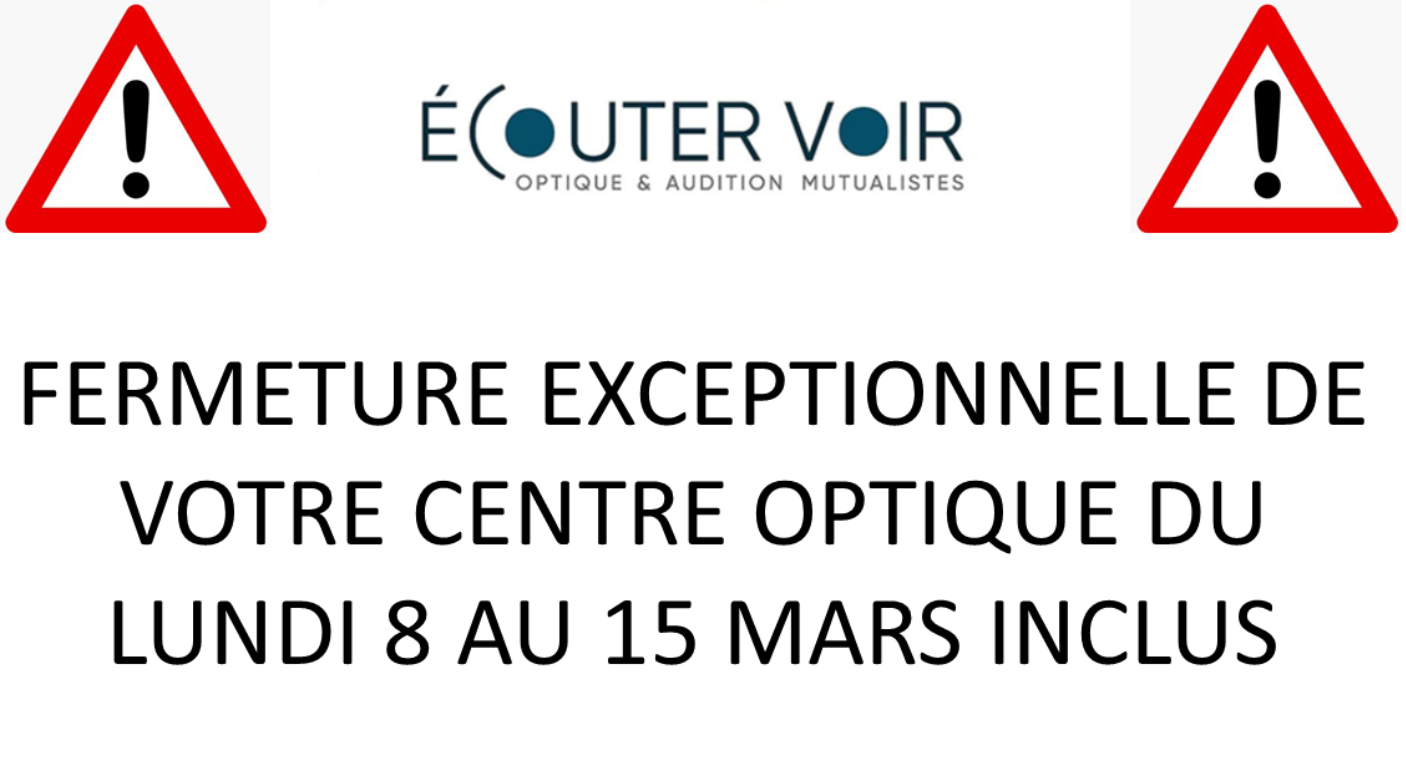 ÉCOUTER VOIR
OPTIQUE & AUDITION MUTUALISTES
FERMETURE EXCEPTIONNELLE DE
VOTRE CENTRE OPTIQUE DU
LUNDI 8 AU 15 MARS INCLUS